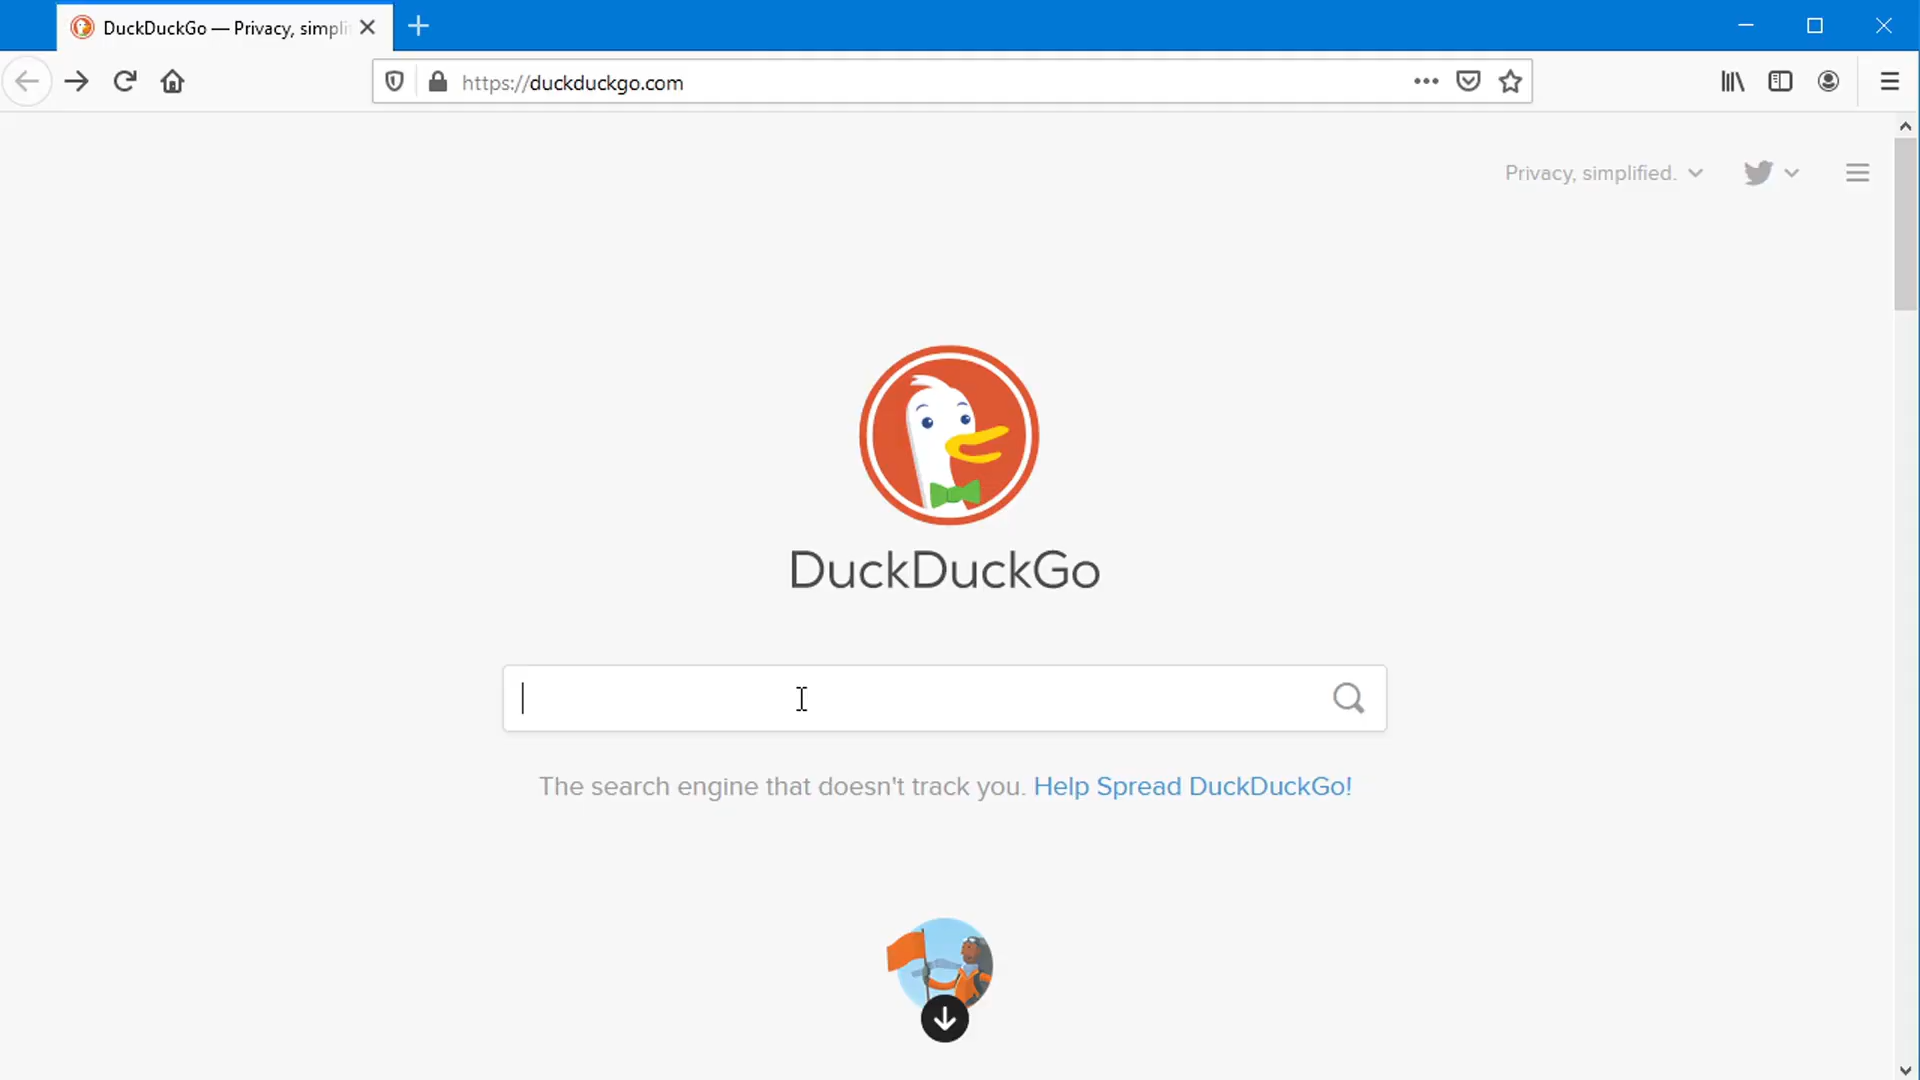 DuckDuckGo — Privacy, simpli
https://duckduckgo.com
Privacy, simplified.
DuckDuckGo
The search engine that doesn't track you. Help Spread DuckDuckGo!